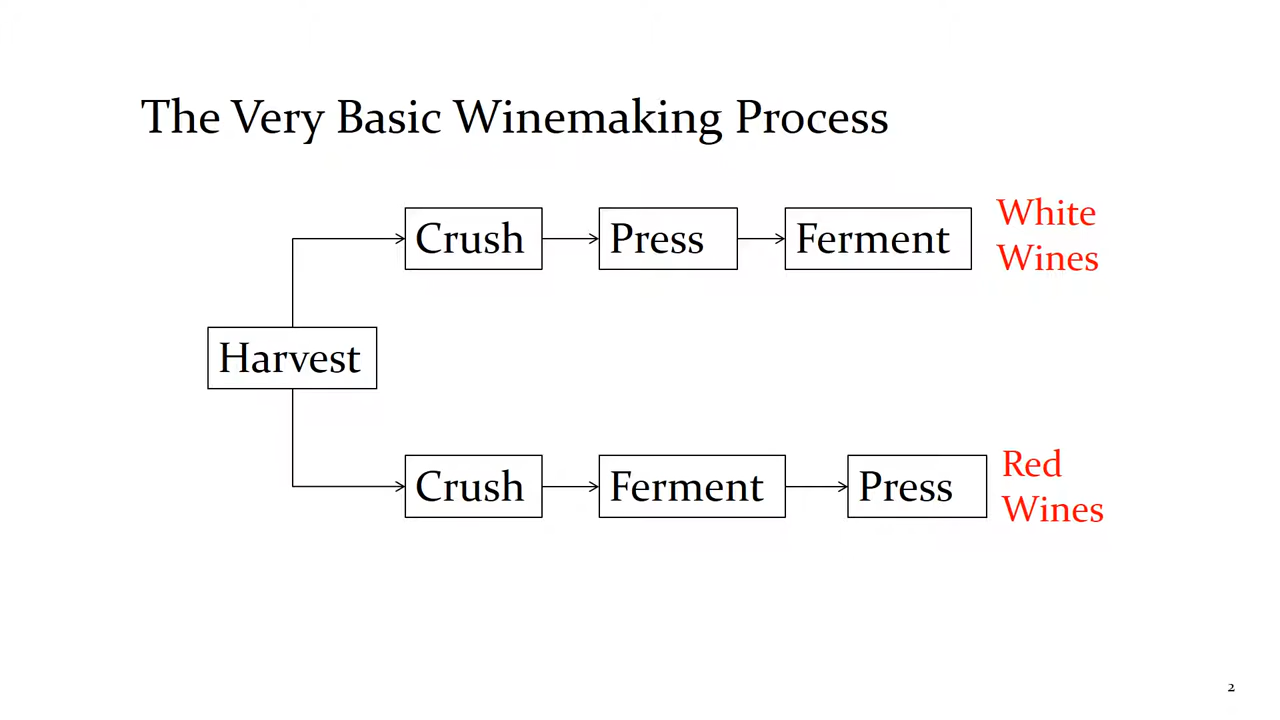 The Very Basic Winemaking Process
Crush
Press
Ferment
White
Wines
Harvest
Crush
Ferment
Press
Red
Wines
2